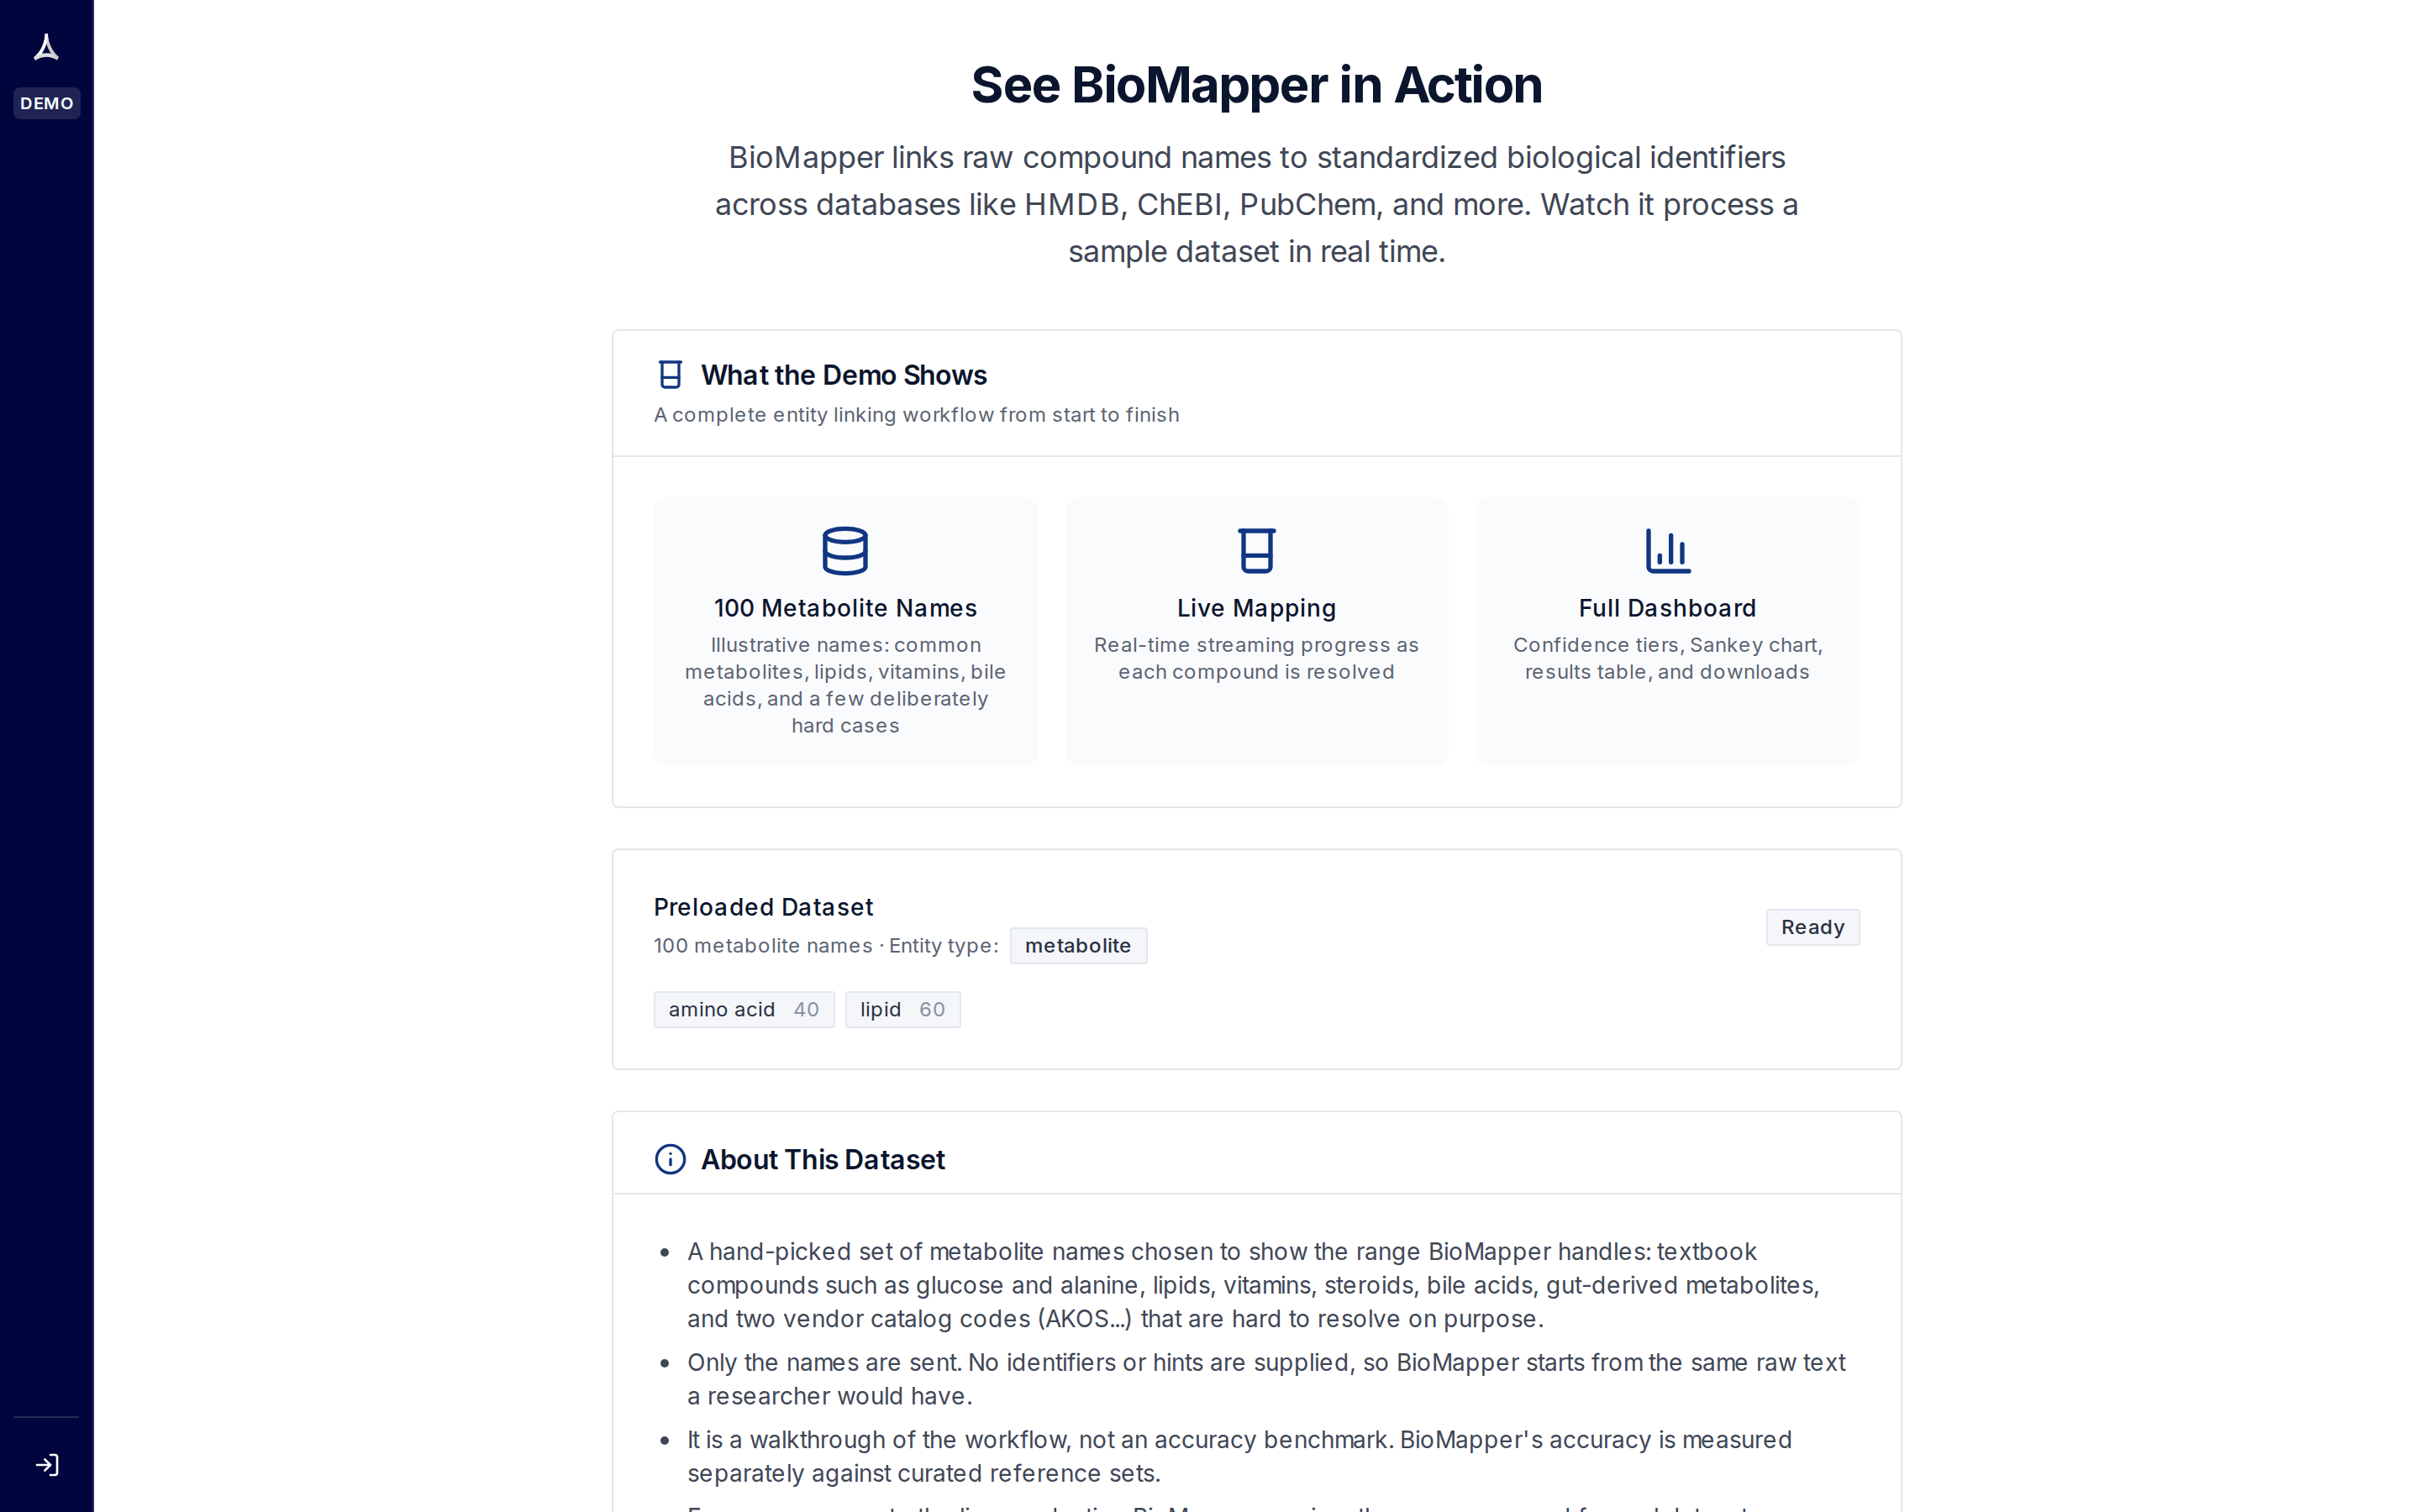 DEMO
See BioMapper in Action
BioMapper links raw compound names to standardized biological identifiers
across databases like HMDB, ChEBI, PubChem, and more. Watch it process a
sample dataset in real time.
What the Demo Shows
A complete entity linking workflow from start to finish
100 Metabolite Names
Illustrative names: common
metabolites, lipids, vitamins, bile
acids, and a few deliberately
hard cases
Live Mapping
Real-time streaming progress as
each compound is resolved
Full Dashboard
Confidence tiers, Sankey chart,
results table, and downloads
Preloaded Dataset
100 metabolite names · Entity type: metabolite
Ready
amino acid 40 lipid 60
About This Dataset
• A hand-picked set of metabolite names chosen to show the range BioMapper handles: textbook
compounds such as glucose and alanine, lipids, vitamins, steroids, bile acids, gut-derived metabolites,
and two vendor catalog codes (AKOS…) that are hard to resolve on purpose.
• Only the names are sent. No identifiers or hints are supplied, so BioMapper starts from the same raw text
a researcher would have.
• It is a walkthrough of the workflow, not an accuracy benchmark. BioMapper's accuracy is measured
separately against curated reference sets.